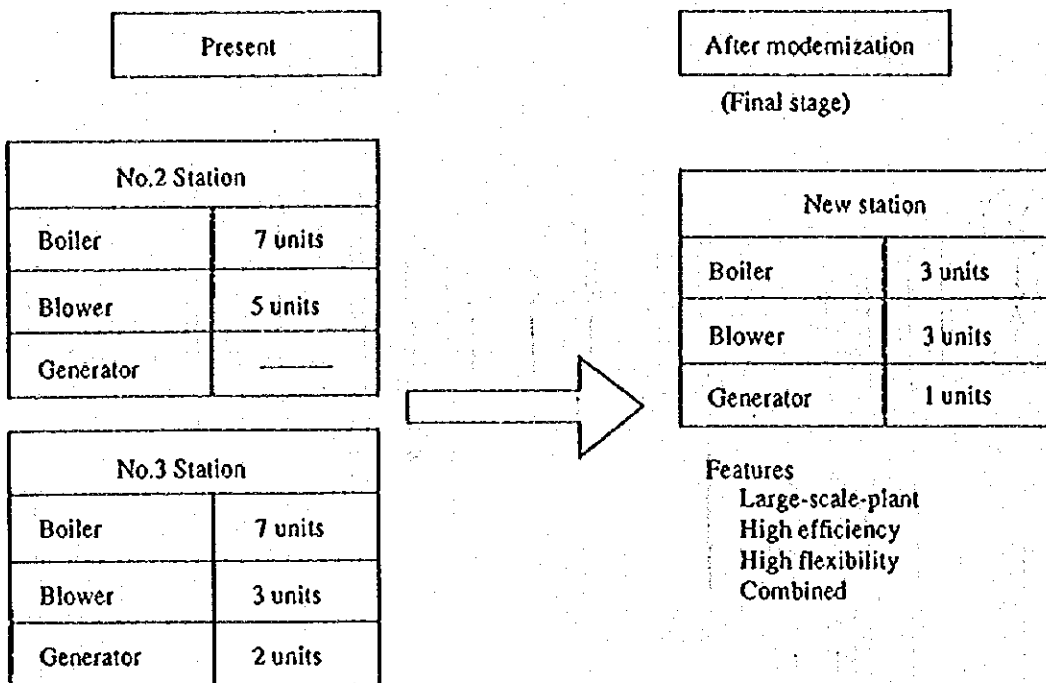 Present
No.2 Station
Boiler 7 units
Blower 5 units
Generator ——
No.3 Station
Boiler 7 units
Blower 3 units
Generator 2 units
After modernization
(Final stage)
New station
Boiler 3 units
Blower 3 units
Generator 1 units
Features
Large-scale-plant
High efficiency
High flexibility
Combined